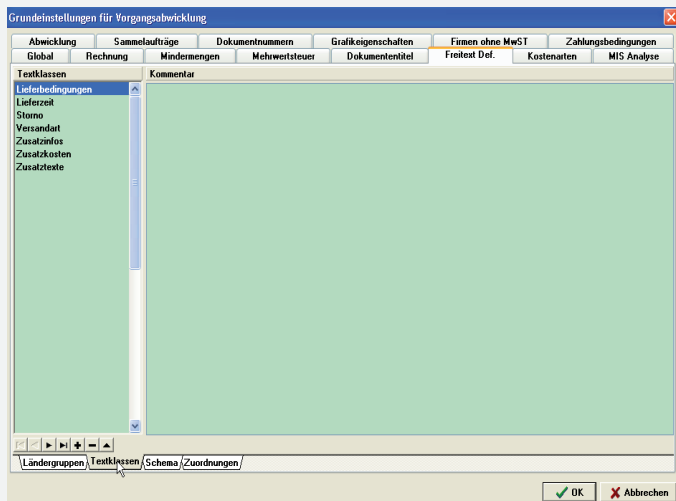 Grundeinstellungen für Vorgangsabwicklung
Abwicklung Sammelaufträge Dokumentnummern Grafikeigenschaften Firmen ohne MwST Zahlungsbedingungen
Global Rechnung Mindermengen Mehrwertsteuer Dokumententitel Freitext Def. Kostenarten MIS Analyse
Textklassen Kommentar
Lieferbedingungen
Lieferzeit
Storno
Versandart
Zusatzinfos
Zusatzkosten
Zusatztexte
Ländergruppen Textklassen Schema Zuordnungen
OK Abbrechen